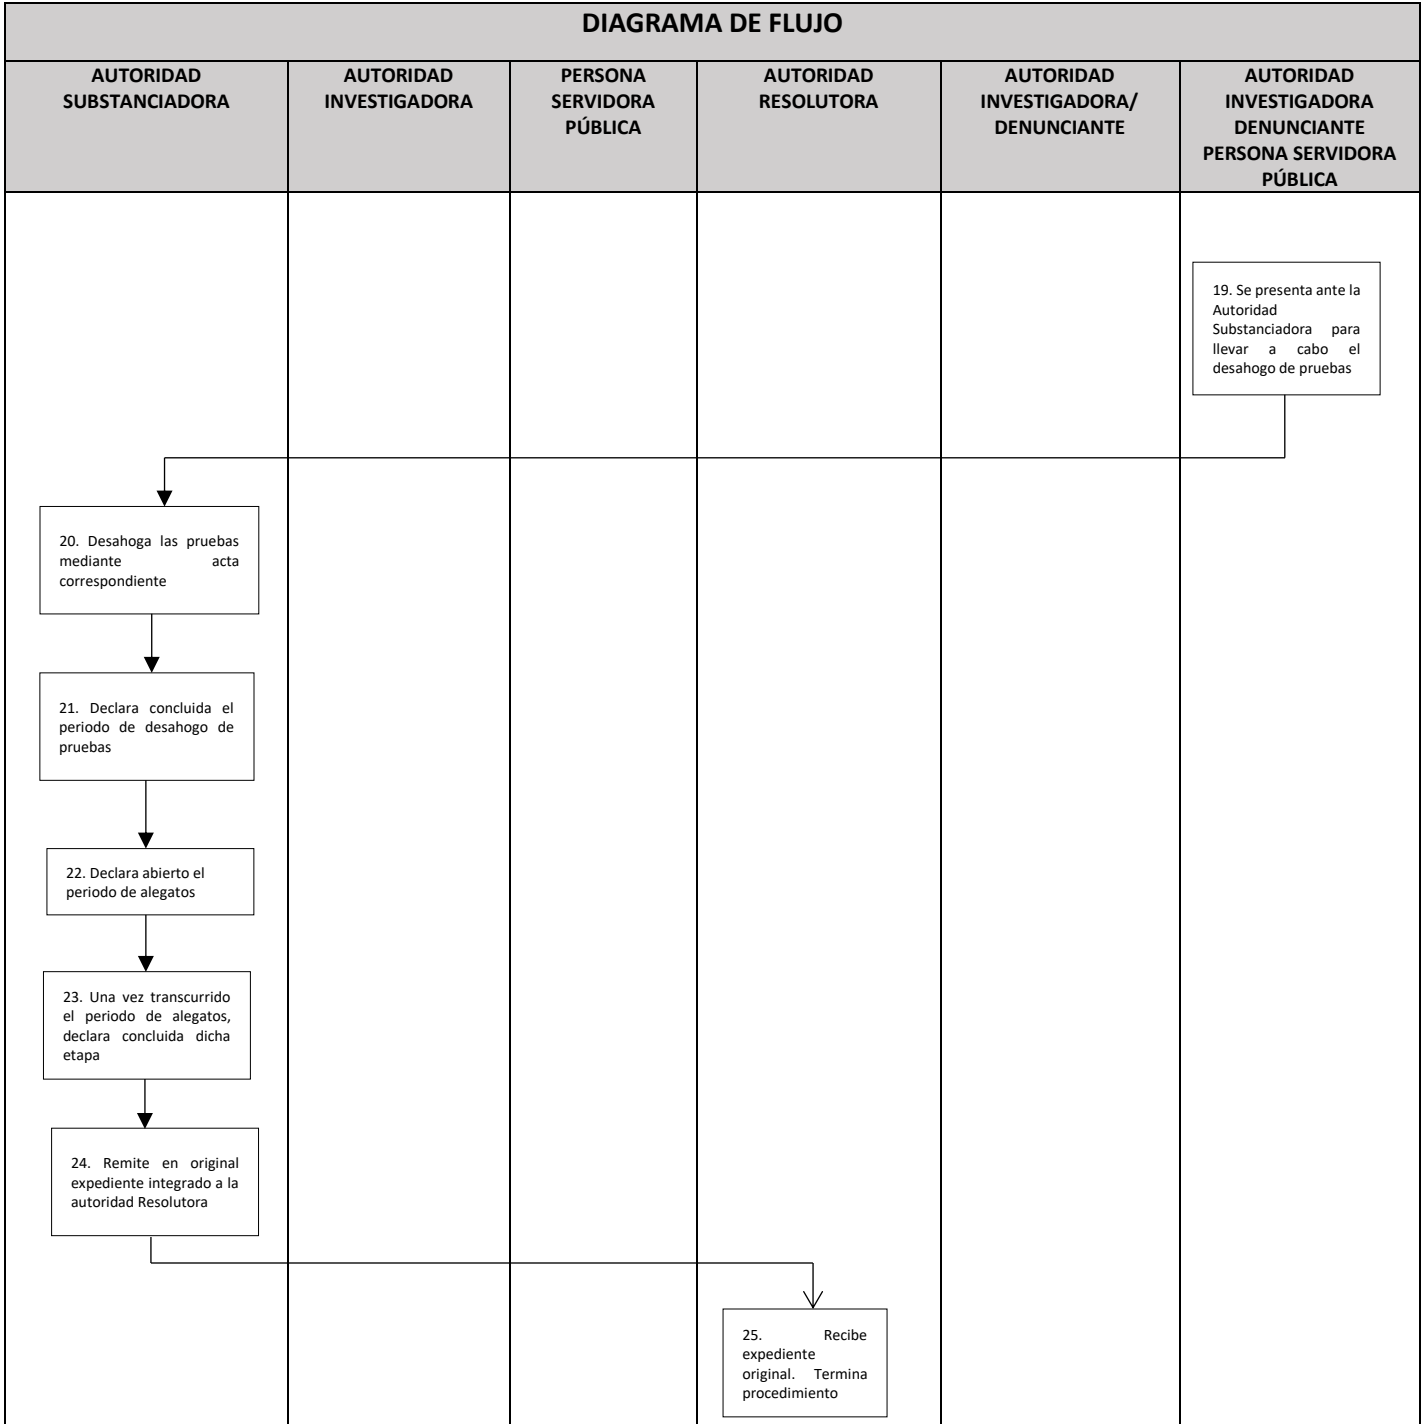 DIAGRAMA DE FLUJO
AUTORIDAD
SUBSTANCIADORA
AUTORIDAD
INVESTIGADORA
PERSONA
SERVIDORA
PÚBLICA
AUTORIDAD
RESOLUTORA
AUTORIDAD
INVESTIGADORA/
DENUNCIANTE
AUTORIDAD
INVESTIGADORA
DENUNCIANTE
PERSONA SERVIDORA
PÚBLICA
19. Se presenta ante la
Autoridad
Substanciadora para
llevar a cabo el
desahogo de pruebas
20. Desahoga las pruebas
mediante acta
correspondiente
21. Declara concluida el
periodo de desahogo de
pruebas
22. Declara abierto el
periodo de alegatos
23. Una vez transcurrido
el periodo de alegatos,
declara concluida dicha
etapa
24. Remite en original
expediente integrado a la
autoridad Resolutora
25. Recibe
expediente
original. Termina
procedimiento